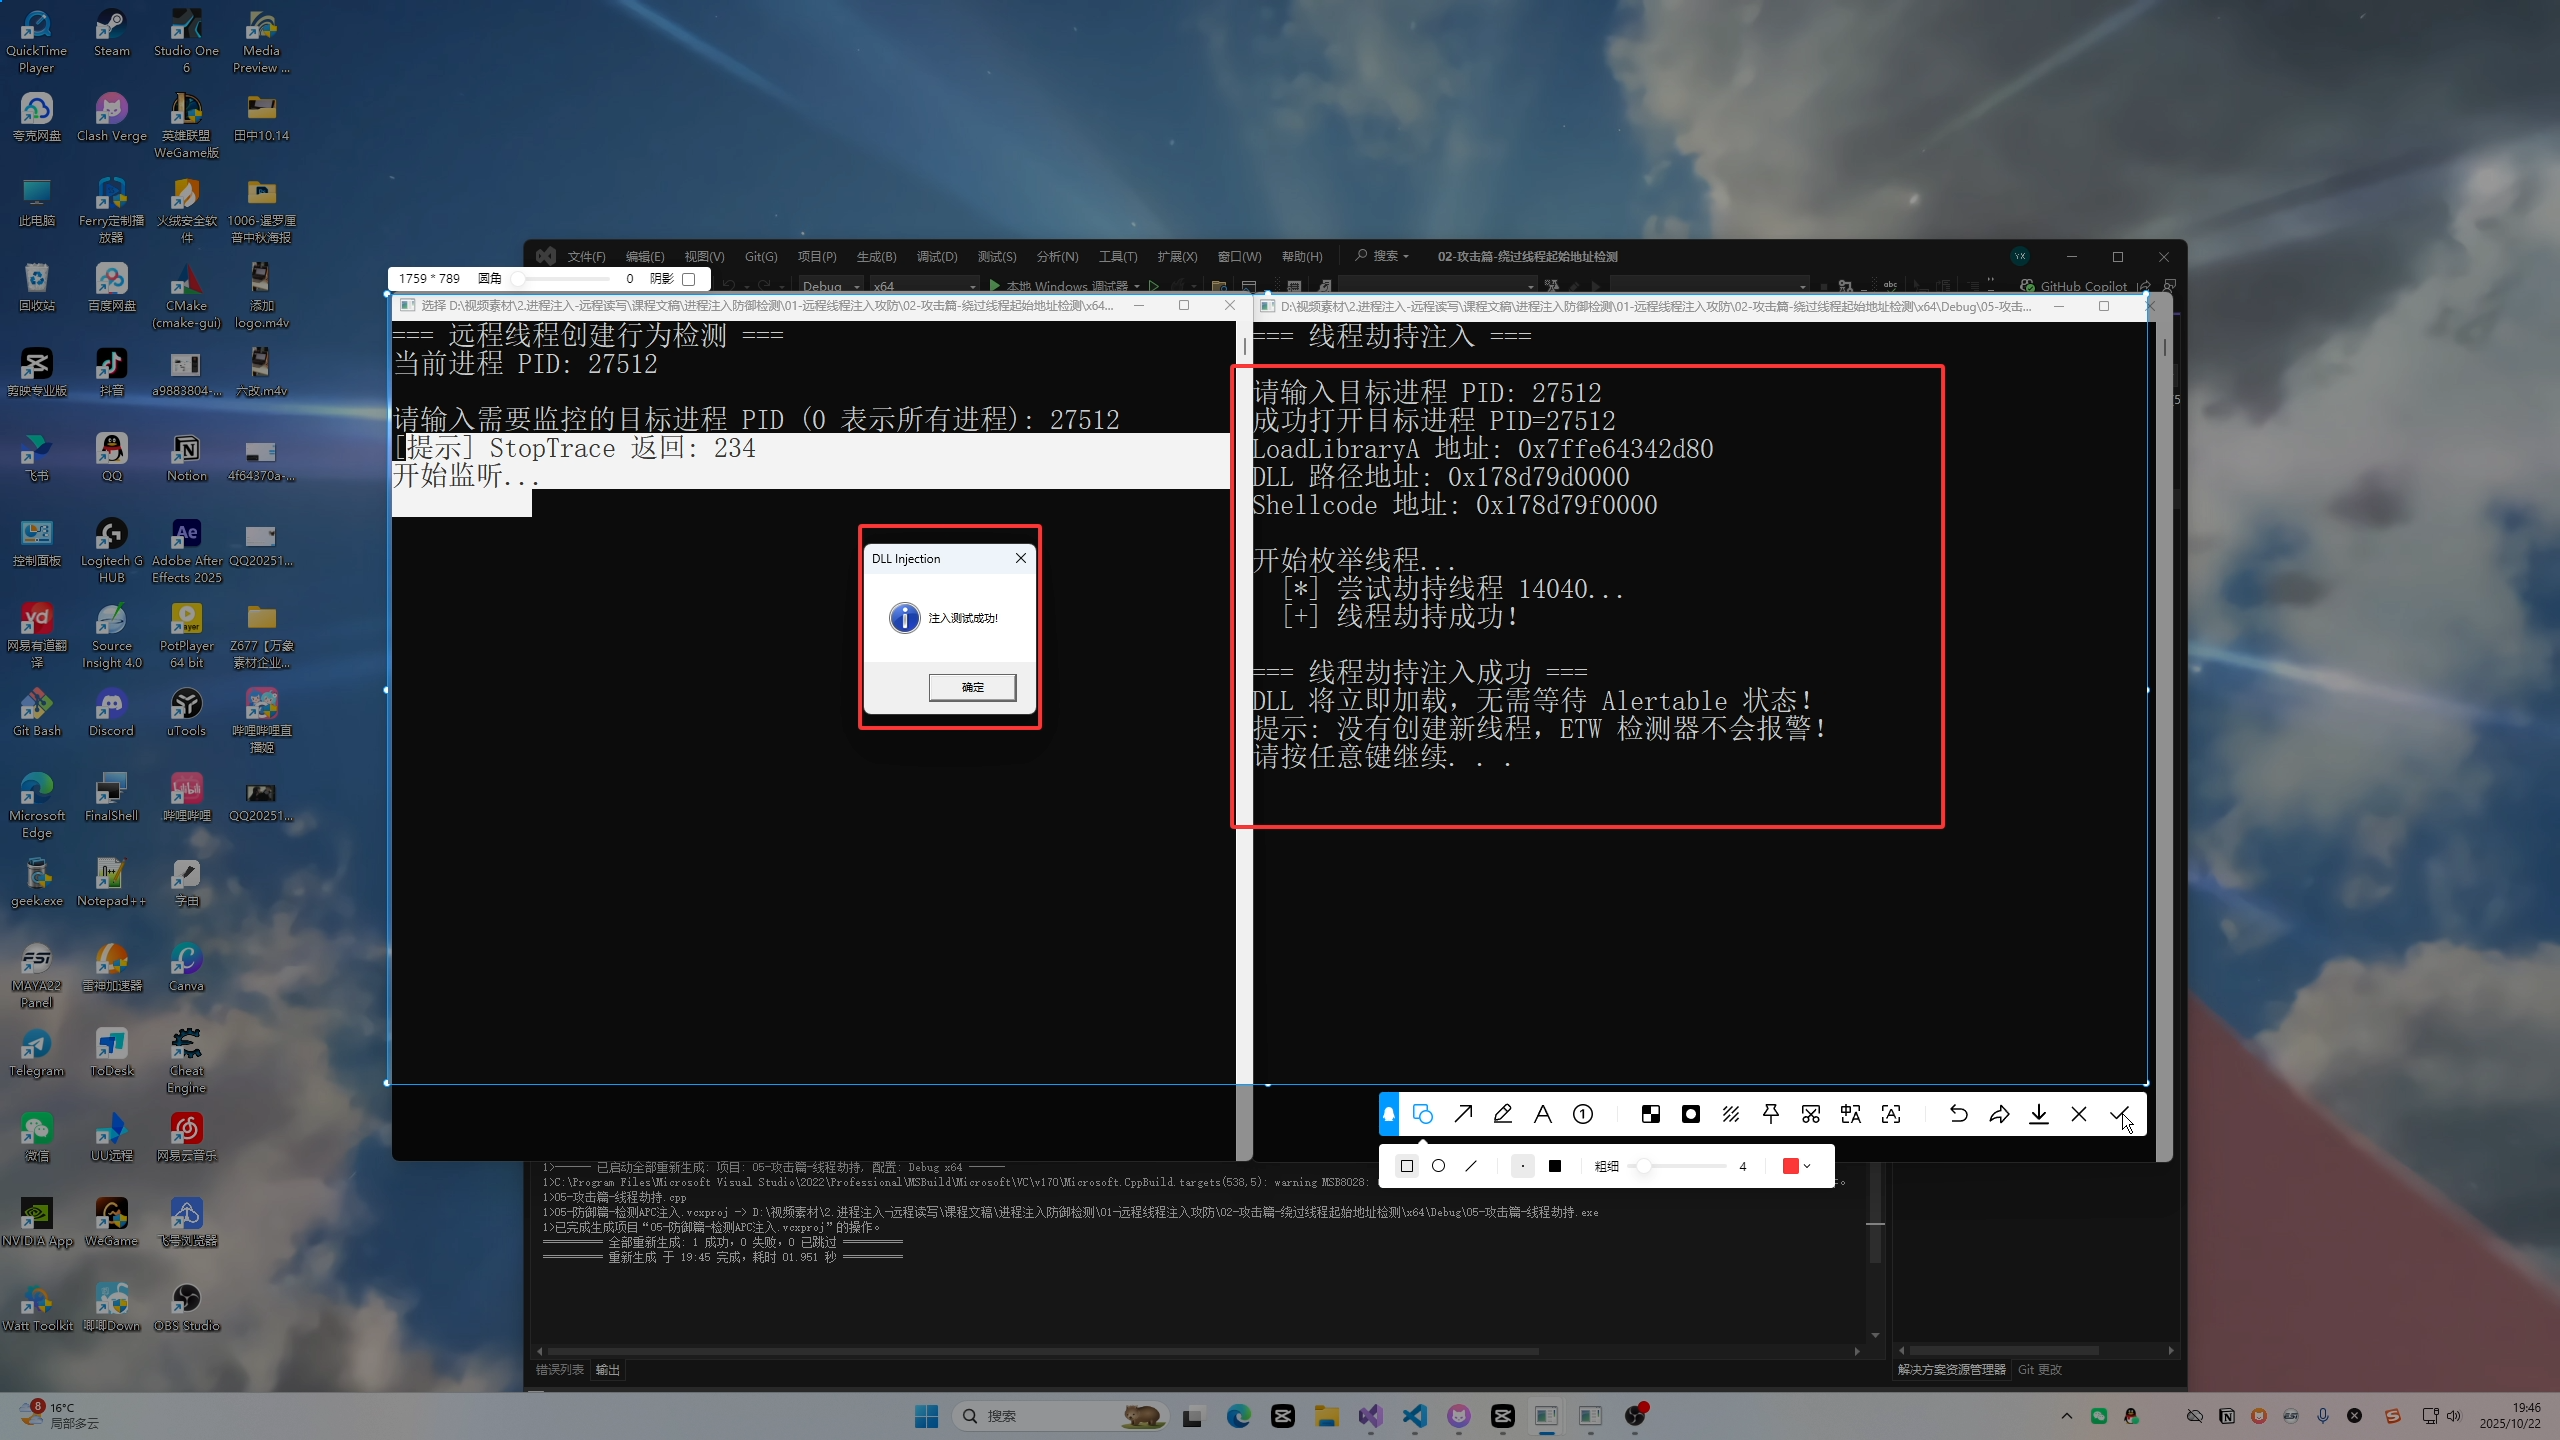 QuickTime Player
Steam
Studio One 6
Media Preview ...
夸克网盘
Clash Verge
英雄联盟 WeGame版
田中10.14
此电脑
Ferry定制播放器
火绒安全软件
1006-暹罗厘普中秋海报
回收站
百度网盘
CMake (cmake-gui)
添加 logo.m4v
剪映专业版
抖音
a9883804-...
六改.m4v
飞书
QQ
Notion
4f64370a-...
控制面板
Logitech G HUB
Adobe After Effects 2025
QQ20251...
网易有道翻译
Source Insight 4.0
PotPlayer 64 bit
Z677【万象素材企业...
Git Bash
Discord
uTools
哔哩哔哩直播姬
Microsoft Edge
FinalShell
哔哩哔哩
QQ20251...
geek.exe
Notepad++
字由
MAYA22 Panel
雷神加速器
Canva
Telegram
ToDesk
Cheat Engine
微信
UU远程
网易云音乐
NVIDIA App
WeGame
Watt Toolkit
唧唧Down
OBS Studio
文件(F) 编辑(E) 视图(V) Git(G) 项目(P) 生成(B) 调试(D) 测试(S) 分析(N) 工具(T) 扩展(X) 窗口(W) 帮助(H) 搜索 02-攻击篇-绕过线程起始地址检测 YX
1759 * 789 圆角 0 阴影
Debug x64 本地 Windows 调试器 GitHub Copilot
选择 D:\视频素材\2.进程注入-远程读写\课程文稿\进程注入防御检测\01-远程线程注入攻防\02-攻击篇-绕过线程起始地址检测\x64...
=== 远程线程创建行为检测 ===
当前进程 PID: 27512
请输入需要监控的目标进程 PID (0 表示所有进程): 27512
[提示] StopTrace 返回: 234
开始监听...
DLL Injection
注入测试成功!
确定
D:\视频素材\2.进程注入-远程读写\课程文稿\进程注入防御检测\01-远程线程注入攻防\02-攻击篇-绕过线程起始地址检测\x64\Debug\05-攻击...
=== 线程劫持注入 ===
请输入目标进程 PID: 27512
成功打开目标进程 PID=27512
LoadLibraryA 地址: 0x7ffe64342d80
DLL 路径地址: 0x178d79d0000
Shellcode 地址: 0x178d79f0000
开始枚举线程...
[*] 尝试劫持线程 14040...
[+] 线程劫持成功!
=== 线程劫持注入成功 ===
DLL 将立即加载，无需等待 Alertable 状态!
提示: 没有创建新线程，ETW 检测器不会报警!
请按任意键继续. . .
粗细 4
1>------ 已启动全部重新生成: 项目: 05-攻击篇-线程劫持, 配置: Debug x64 ------
1>C:\Program Files\Microsoft Visual Studio\2022\Professional\MSBuild\Microsoft\VC\v170\Microsoft.CppBuild.targets(538,5): warning MSB8028:
1>05-攻击篇-线程劫持.cpp
1>05-防御篇-检测APC注入.vcxproj -> D:\视频素材\2.进程注入-远程读写\课程文稿\进程注入防御检测\01-远程线程注入攻防\02-攻击篇-绕过线程起始地址检测\x64\Debug\05-攻击篇-线程劫持.exe
1>已完成生成项目“05-防御篇-检测APC注入.vcxproj”的操作。
========== 全部重新生成: 1 成功，0 失败，0 已跳过 ==========
========== 重新生成 于 19:45 完成，耗时 01.951 秒 ==========
错误列表 输出
解决方案资源管理器 Git 更改
8
16°C
局部多云
搜索
19:46
2025/10/22